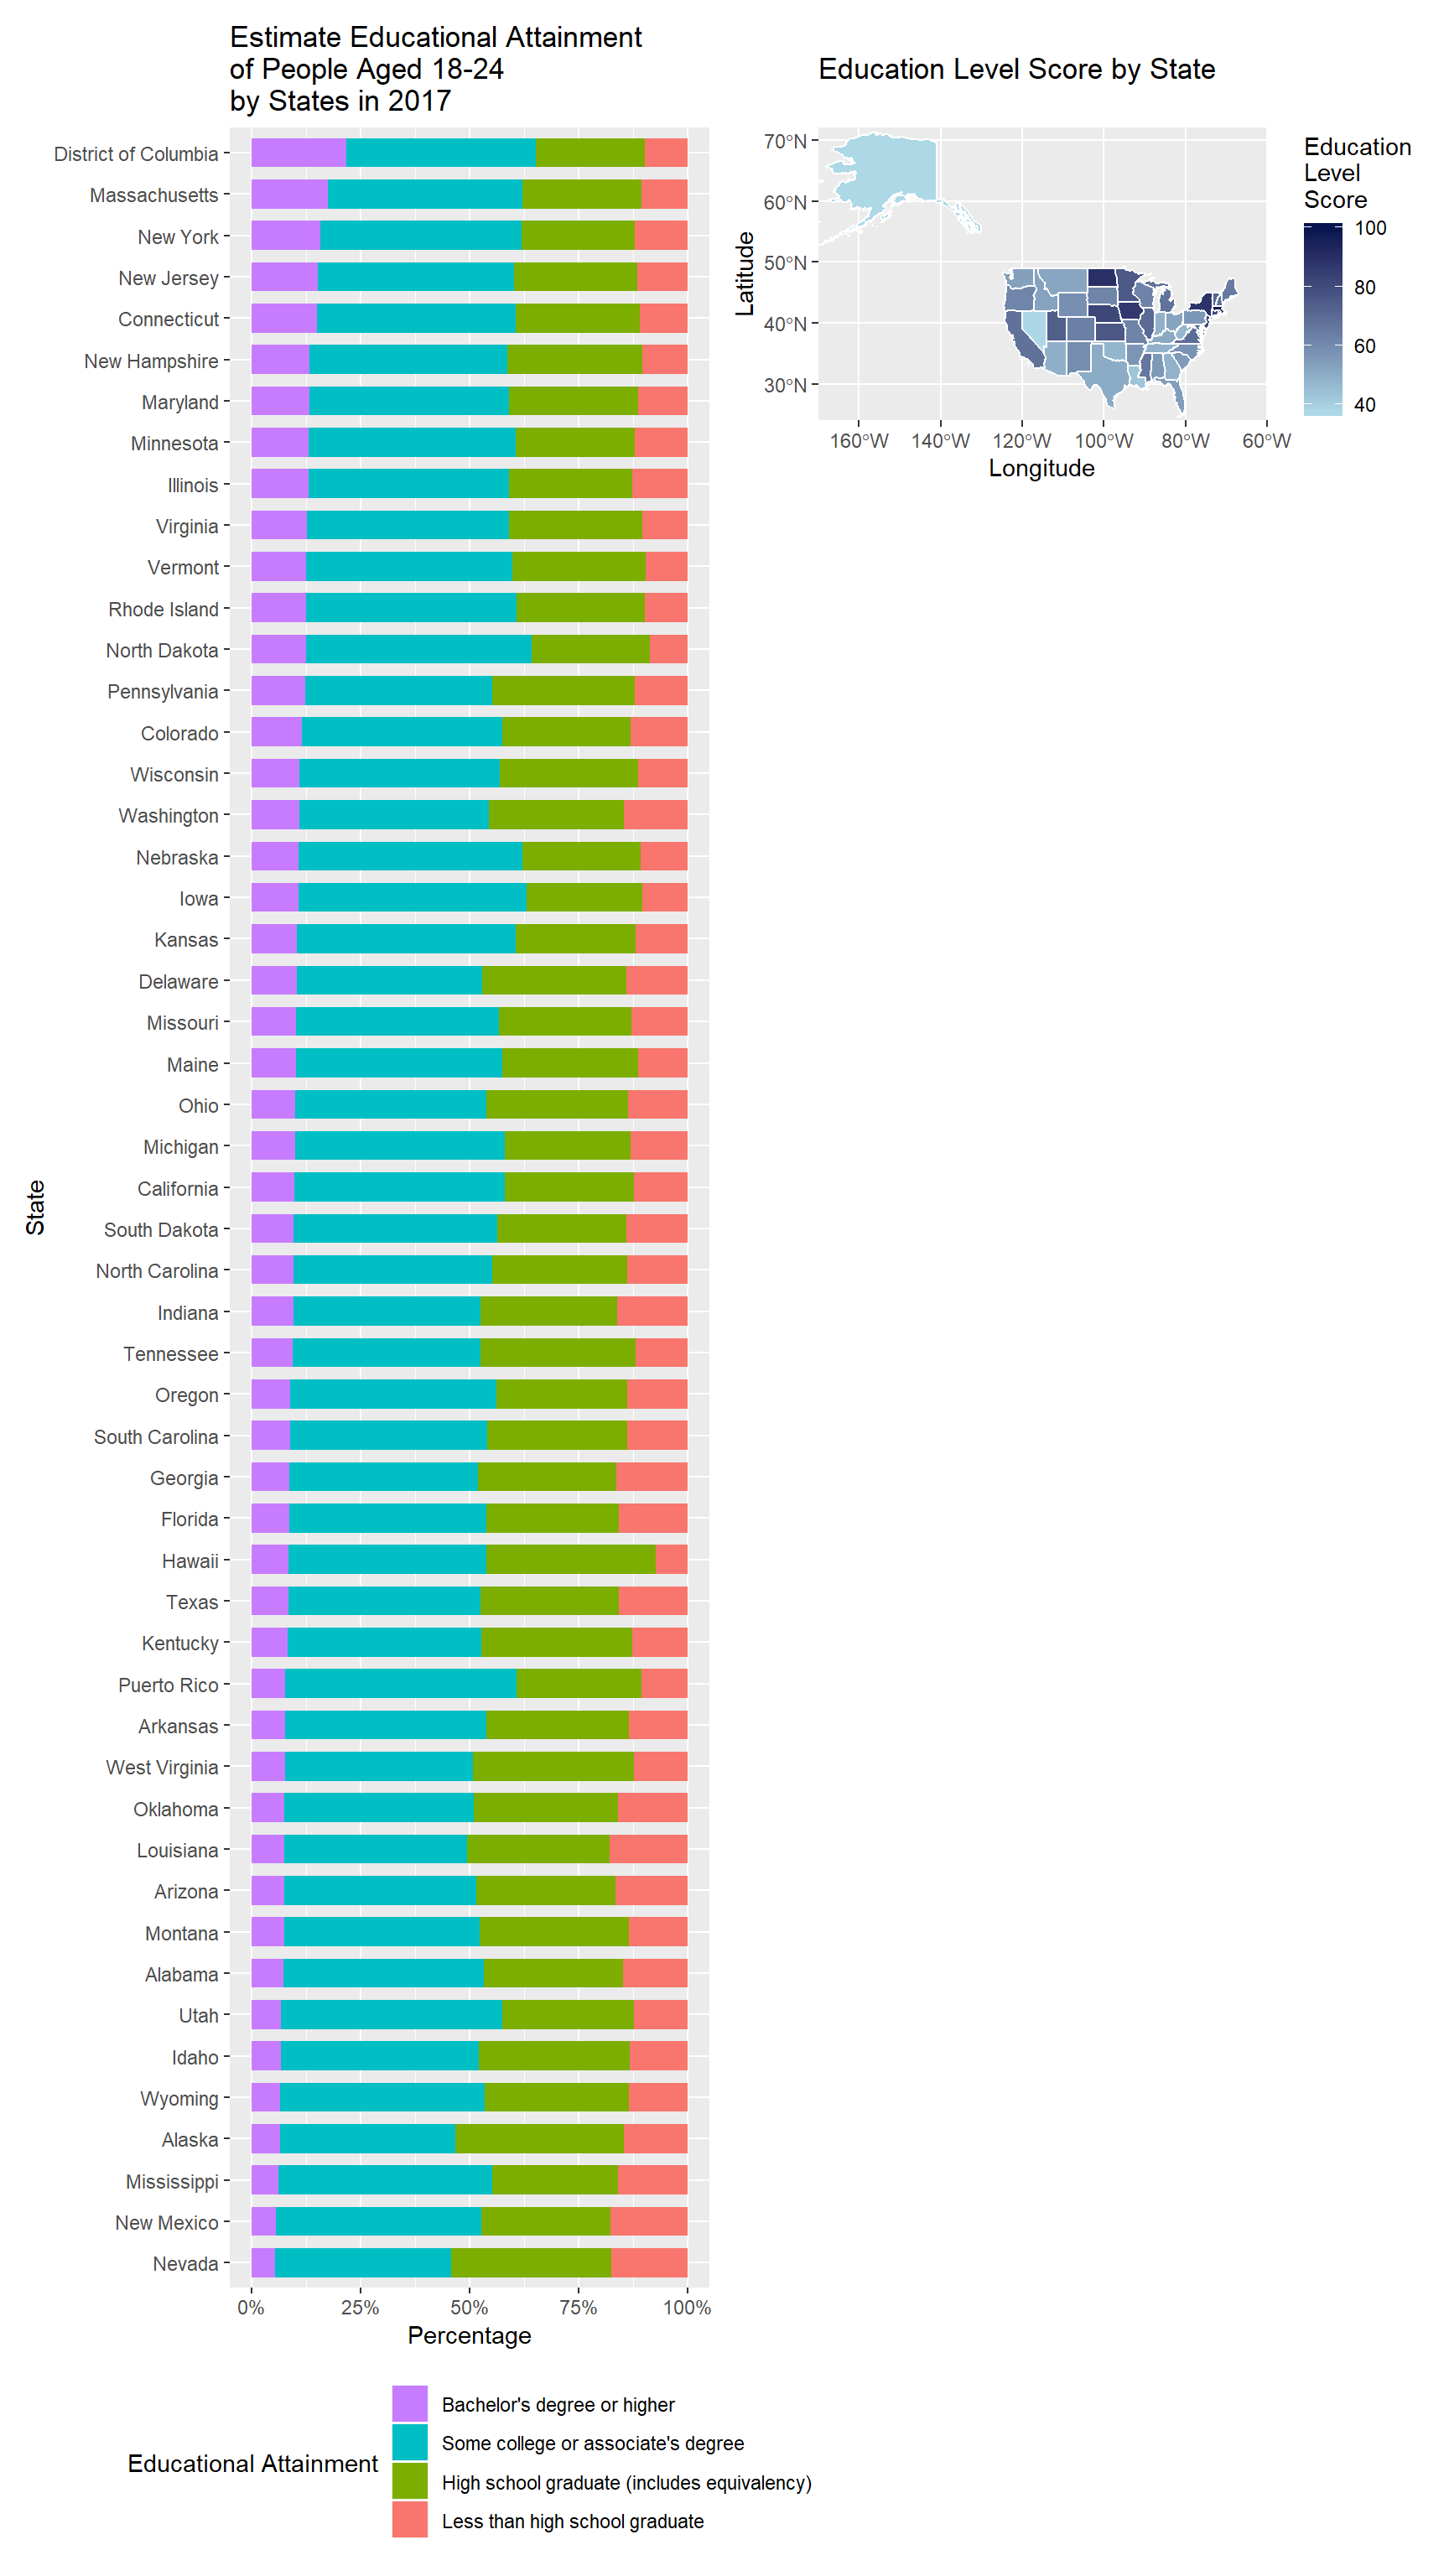 Estimate Educational Attainment
of People Aged 18-24
by States in 2017
District of Columbia
Massachusetts
New York
New Jersey
Connecticut
New Hampshire
Maryland
Minnesota
Illinois
Virginia
Vermont
Rhode Island
North Dakota
Pennsylvania
Colorado
Wisconsin
Washington
Nebraska
Iowa
Kansas
Delaware
Missouri
Maine
Ohio
Michigan
California
South Dakota
North Carolina
Indiana
Tennessee
Oregon
South Carolina
Georgia
Florida
Hawaii
Texas
Kentucky
Puerto Rico
Arkansas
West Virginia
Oklahoma
Louisiana
Arizona
Montana
Alabama
Utah
Idaho
Wyoming
Alaska
Mississippi
New Mexico
Nevada
State
0% 25% 50% 75% 100%
Percentage
Educational Attainment
Bachelor's degree or higher
Some college or associate's degree
High school graduate (includes equivalency)
Less than high school graduate
Education Level Score by State
70°N
60°N
50°N
40°N
30°N
Latitude
160°W 140°W 120°W 100°W 80°W 60°W
Longitude
Education
Level
Score
100
80
60
40